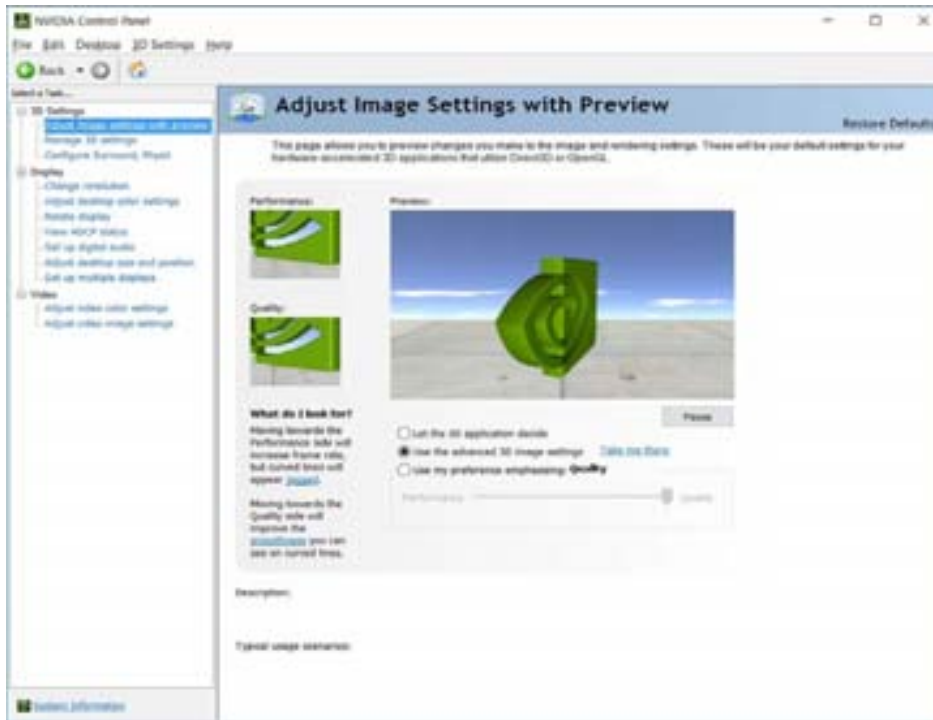 NVIDIA Control Panel
File Edit Desktop 3D Settings Help
Back
Select a Task...
3D Settings
Adjust image settings with preview
Manage 3D settings
Configure Surround, PhysX
Display
Change resolution
Adjust desktop color settings
Rotate display
View HDCP status
Set up digital audio
Adjust desktop size and position
Set up multiple displays
Video
Adjust video color settings
Adjust video image settings
System Information
Adjust Image Settings with Preview
Restore Defaults
This page allows you to preview changes you make to the image and rendering settings. These will be your default settings for your
hardware accelerated 3D applications that utilize Direct3D or OpenGL.
Performance:
Quality:
What do I look for?
Moving towards the
Performance side will
increase frame rate,
but curved lines will
appear jagged.
Moving towards the
Quality side will
improve the
smoothness you can
see on curved lines.
Preview:
Pause
Let the 3D application decide
Use the advanced 3D image settings Take me there
Use my preference emphasizing: Quality
Performance Quality
Description:
Typical usage scenarios: